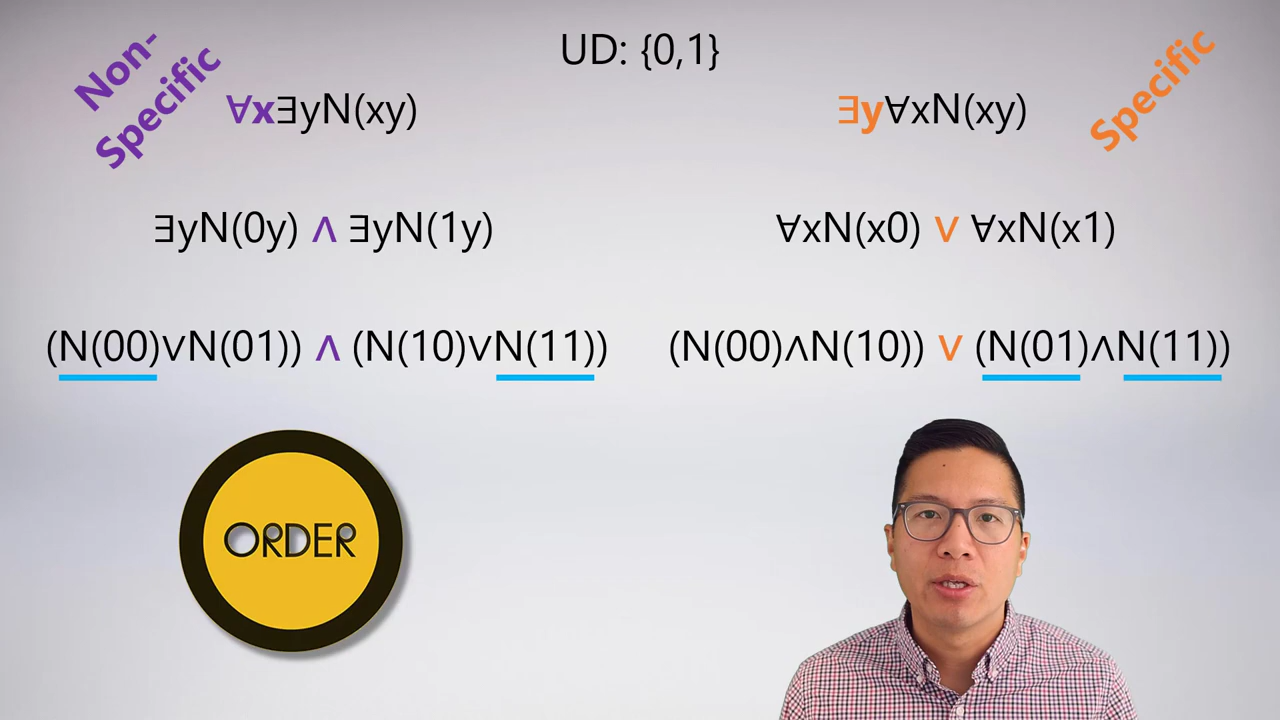 Non-
Specific
UD: {0,1}
Specific
∀x∃yN(xy)
∃y∀xN(xy)
∃yN(0y) ∧ ∃yN(1y)
∀xN(x0) ∨ ∀xN(x1)
(N(00)∨N(01)) ∧ (N(10)∨N(11))
(N(00)∧N(10)) ∨ (N(01)∧N(11))
ORDER